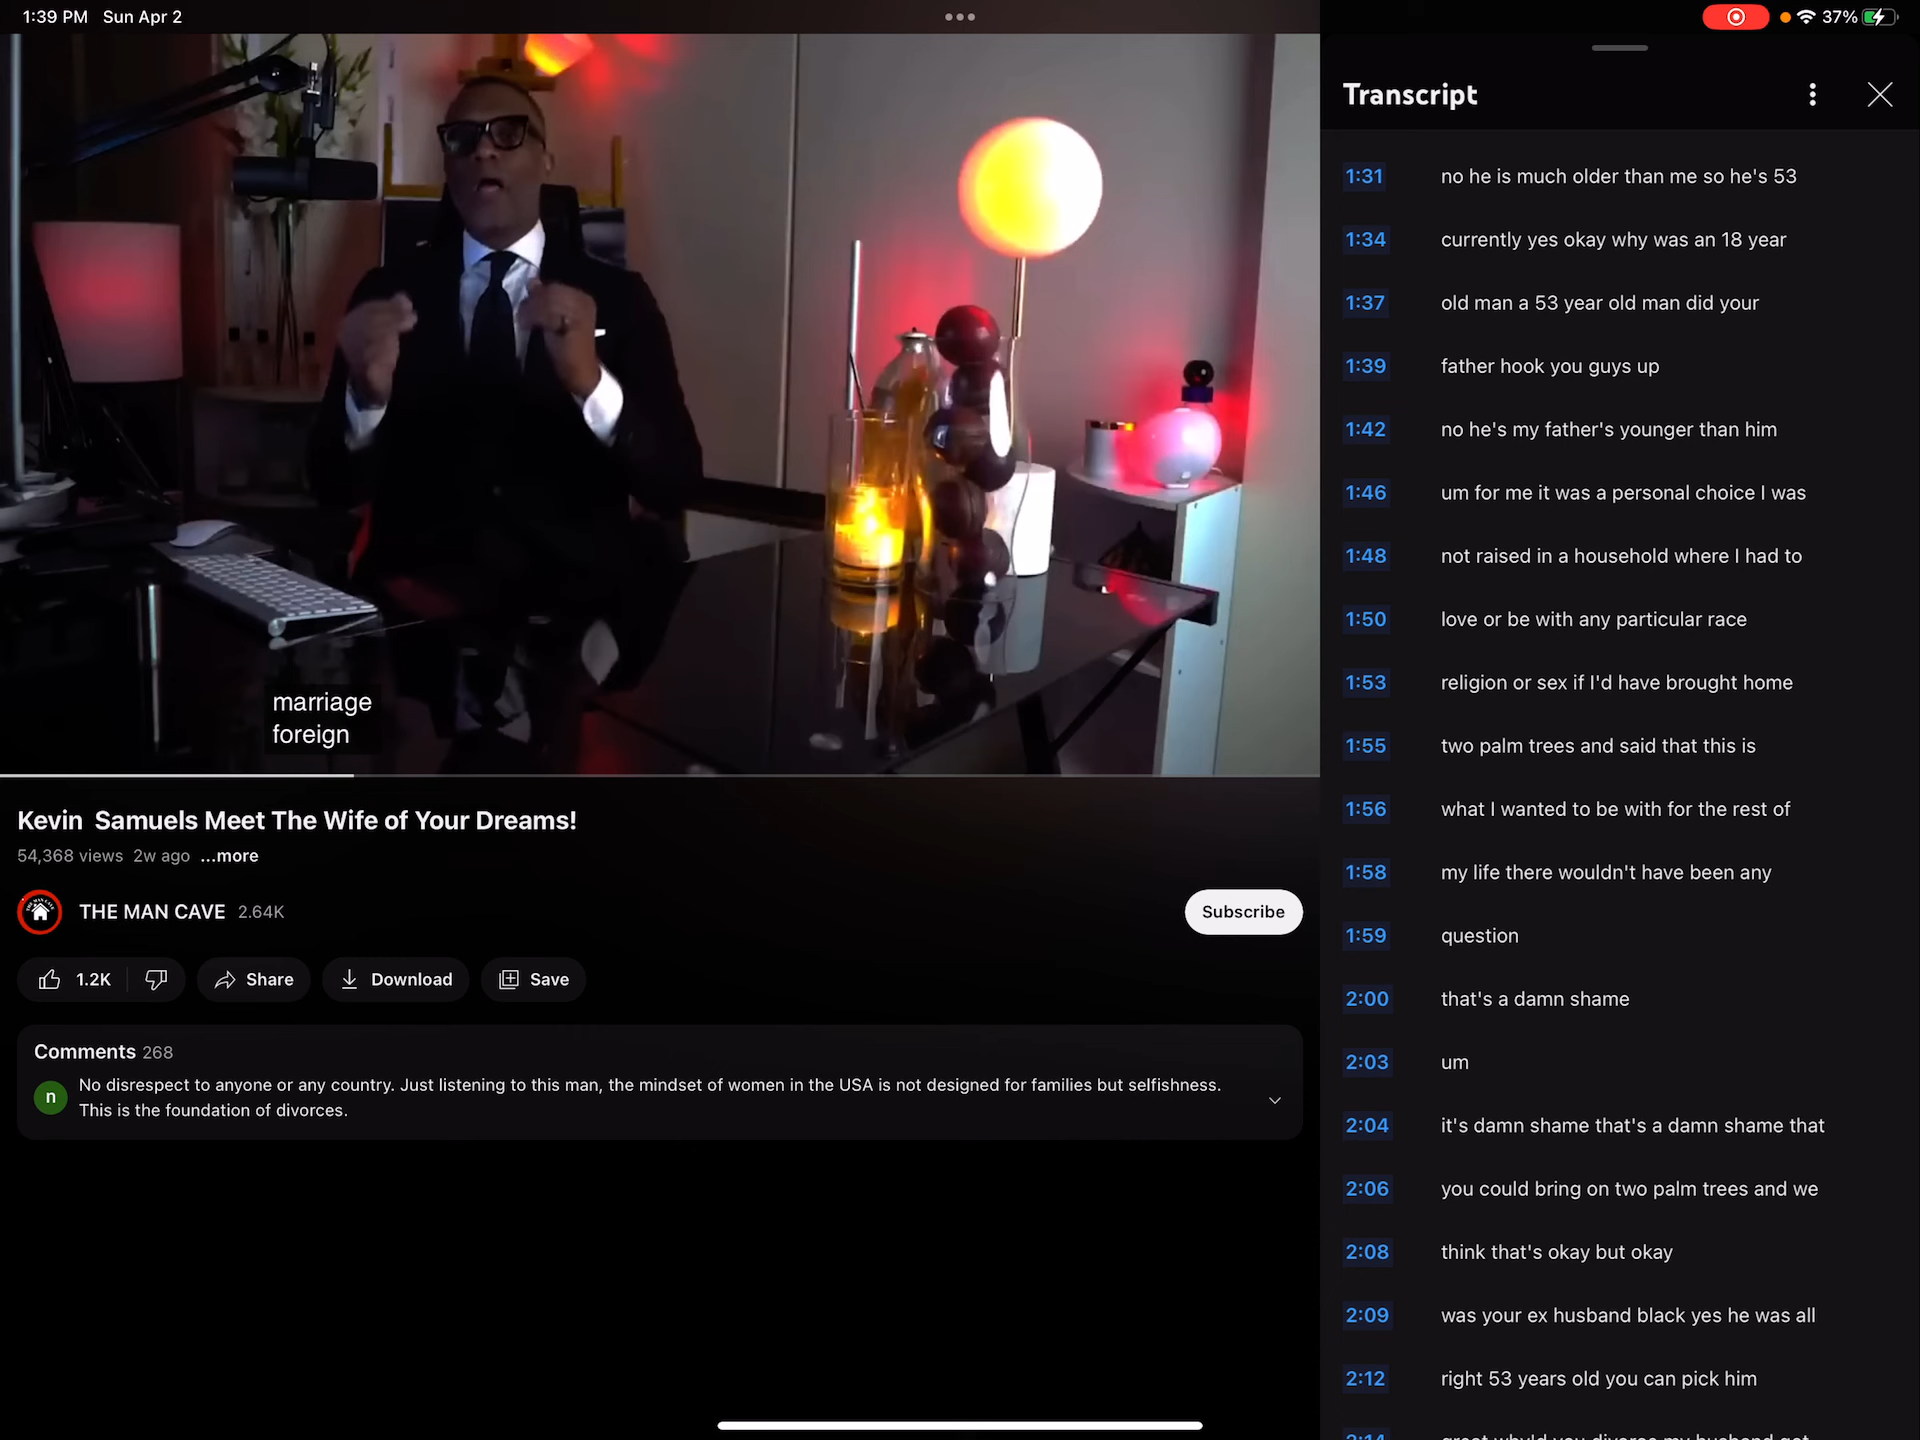 1:39 PM Sun Apr 2
37%
marriage
foreign
Kevin Samuels Meet The Wife of Your Dreams!
54,368 views 2w ago ...more
THE MAN CAVE 2.64K
Subscribe
1.2K
Share
Download
Save
Comments 268
n
No disrespect to anyone or any country. Just listening to this man, the mindset of women in the USA is not designed for families but selfishness.
This is the foundation of divorces.
Transcript
1:31 no he is much older than me so he's 53
1:34 currently yes okay why was an 18 year
1:37 old man a 53 year old man did your
1:39 father hook you guys up
1:42 no he's my father's younger than him
1:46 um for me it was a personal choice I was
1:48 not raised in a household where I had to
1:50 love or be with any particular race
1:53 religion or sex if I'd have brought home
1:55 two palm trees and said that this is
1:56 what I wanted to be with for the rest of
1:58 my life there wouldn't have been any
1:59 question
2:00 that's a damn shame
2:03 um
2:04 it's damn shame that's a damn shame that
2:06 you could bring on two palm trees and we
2:08 think that's okay but okay
2:09 was your ex husband black yes he was all
2:12 right 53 years old you can pick him